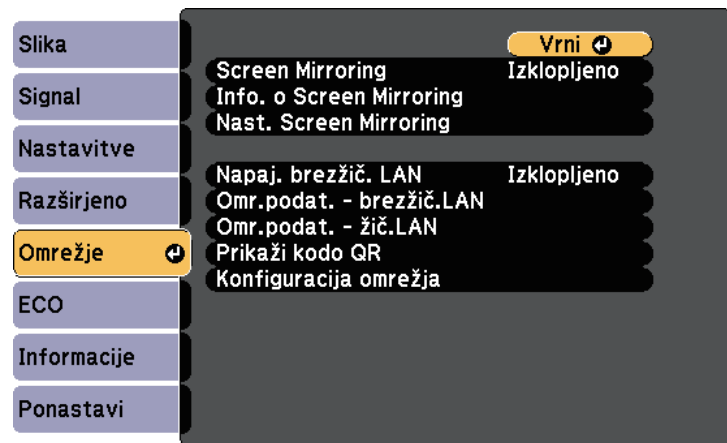 Slika
Signal
Nastavitve
Razširjeno
Omrežje
ECO
Informacije
Ponastavi
Vrni
Screen Mirroring Izklopljeno
Info. o Screen Mirroring
Nast. Screen Mirroring
Napaj. brezžič. LAN Izklopljeno
Omr.podat. - brezžič.LAN
Omr.podat. - žič.LAN
Prikaži kodo QR
Konfiguracija omrežja